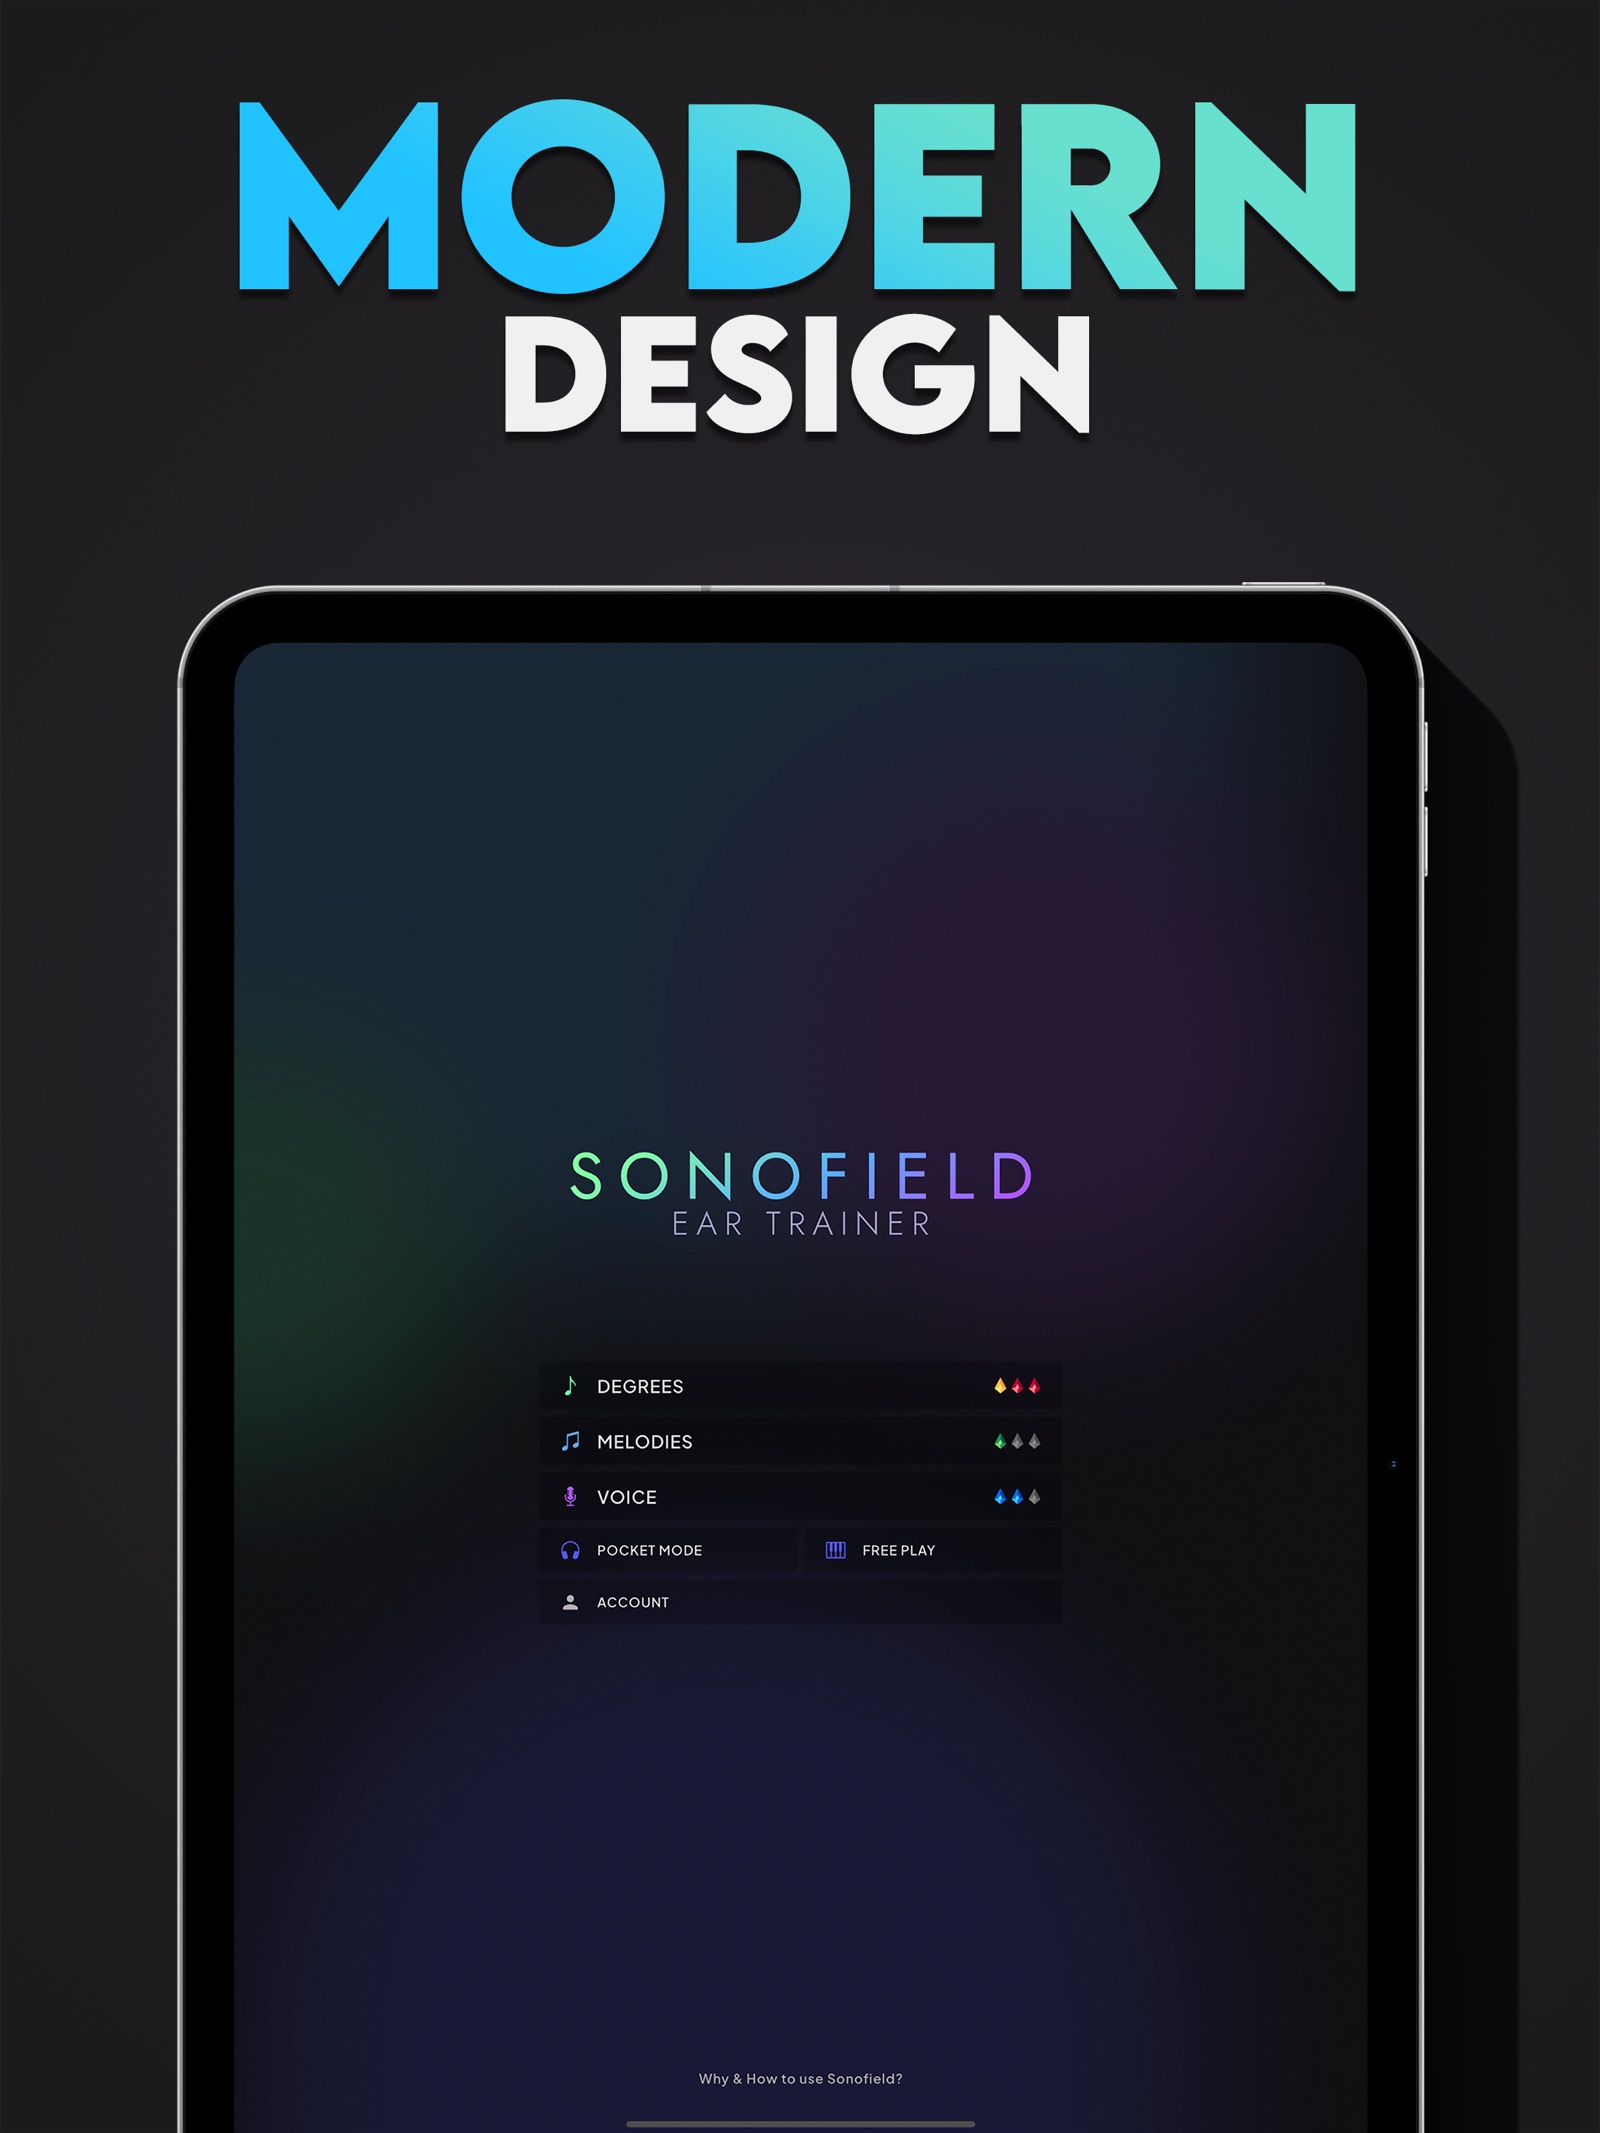 MODERN
DESIGN
SONOFIELD
EAR TRAINER
DEGREES
MELODIES
VOICE
POCKET MODE
FREE PLAY
ACCOUNT
Why & How to use Sonofield?